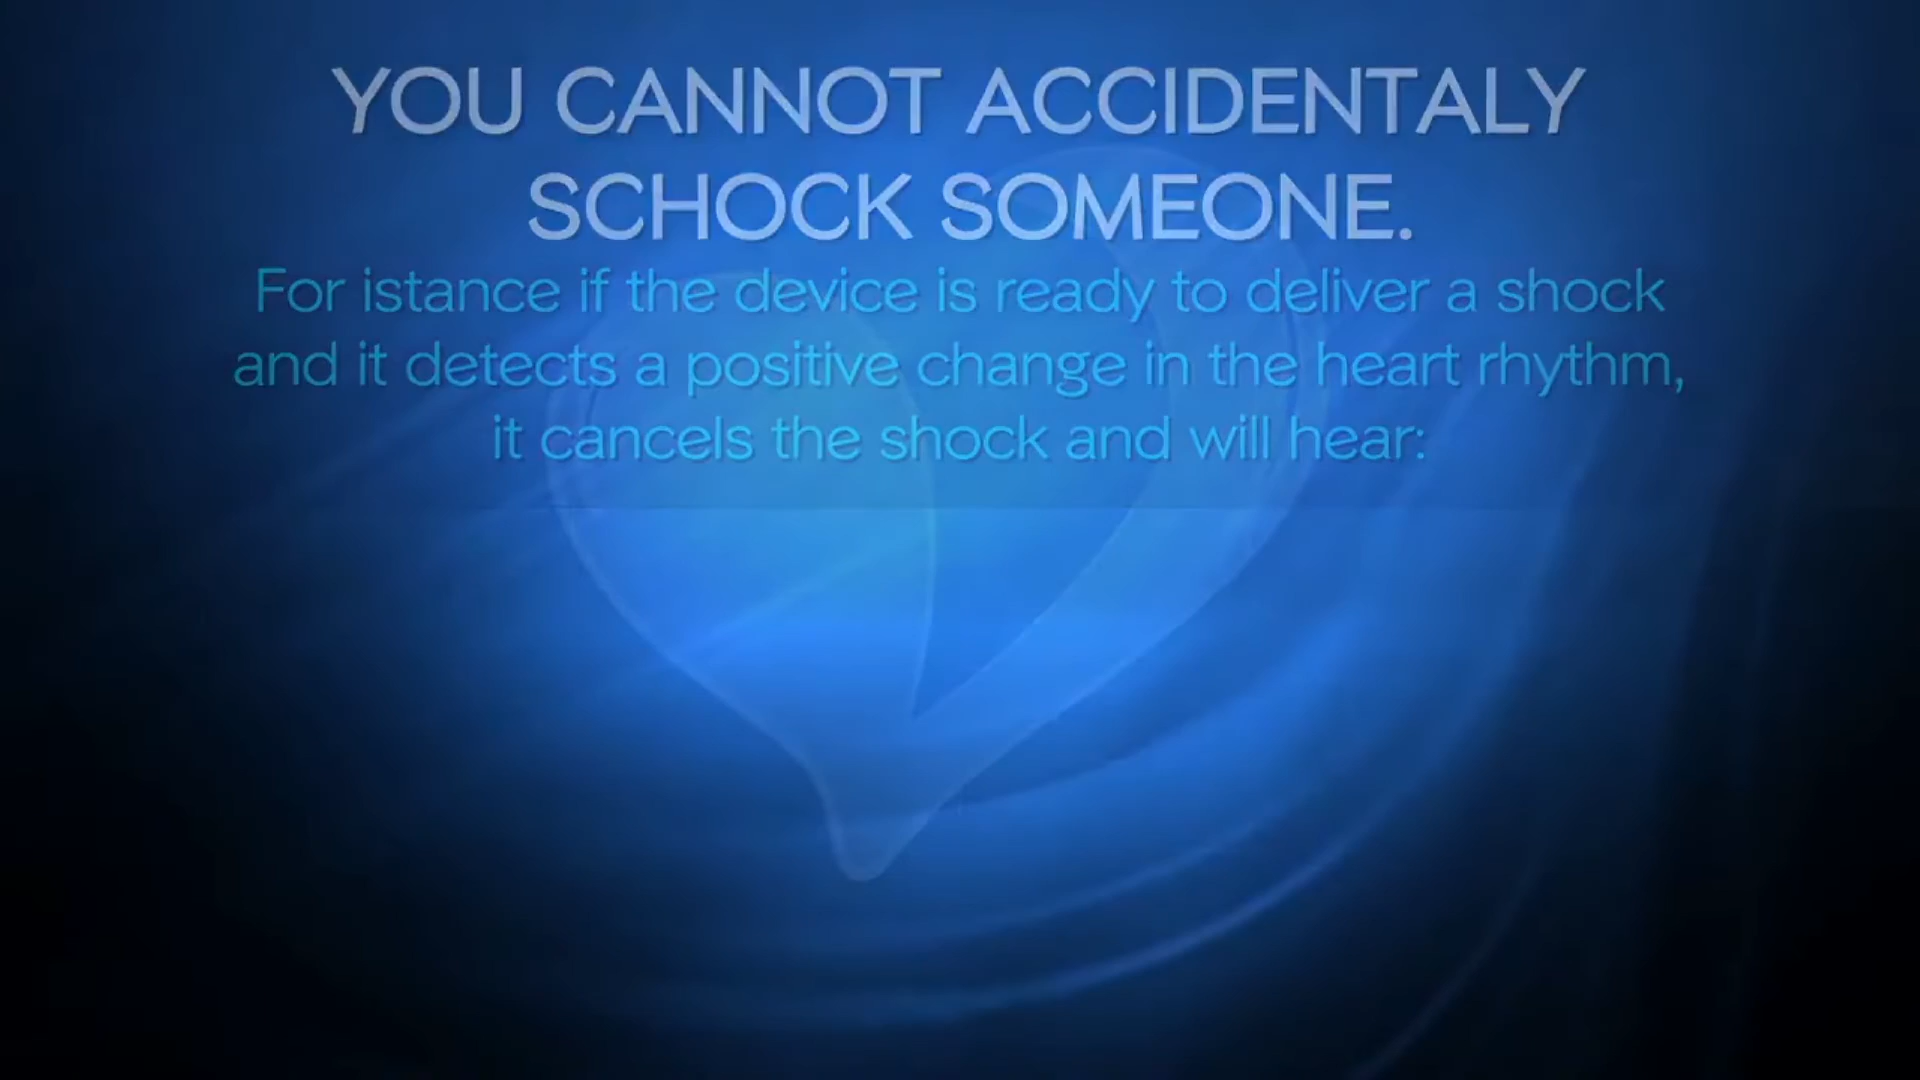 YOU CANNOT ACCIDENTALY
SCHOCK SOMEONE.
For istance if the device is ready to deliver a shock
and it detects a positive change in the heart rhythm,
it cancels the shock and will hear: